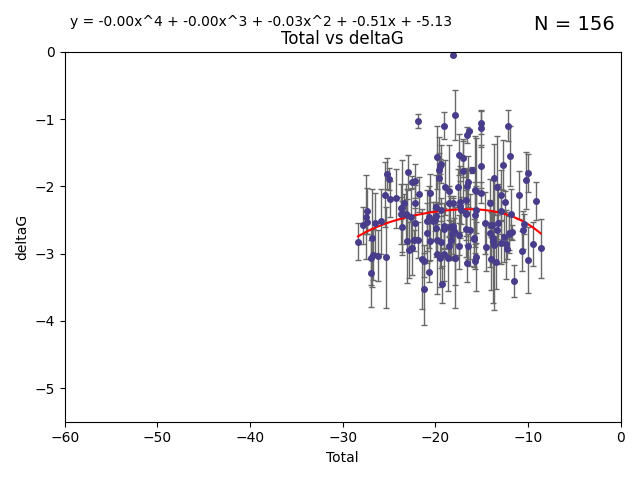 y = -0.00x^4 + -0.00x^3 + -0.03x^2 + -0.51x + -5.13
N = 156
Total vs deltaG
0
−1
−2
−3
−4
−5
deltaG
−60 −50 −40 −30 −20 −10 0
Total